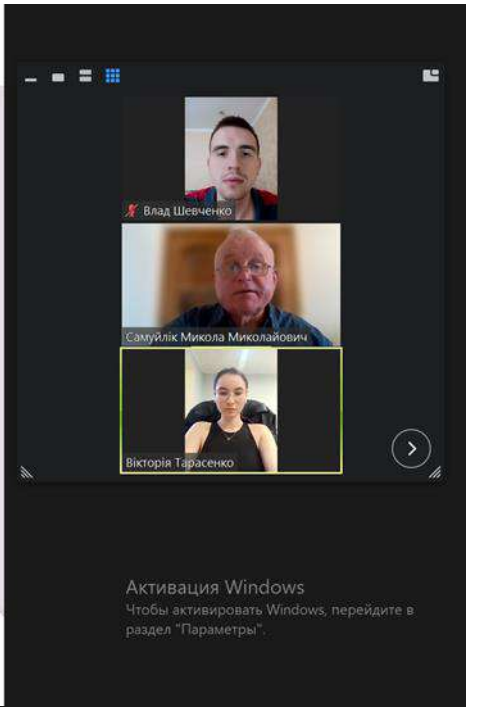 Влад Шевченко
Самуйлік Микола Миколайович
Вікторія Тарасенко
Активация Windows
Чтобы активировать Windows, перейдите в
раздел "Параметры".